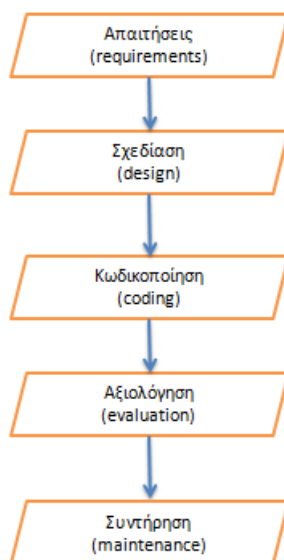 Απαιτήσεις
(requirements)
Σχεδίαση
(design)
Κωδικοποίηση
(coding)
Αξιολόγηση
(evaluation)
Συντήρηση
(maintenance)